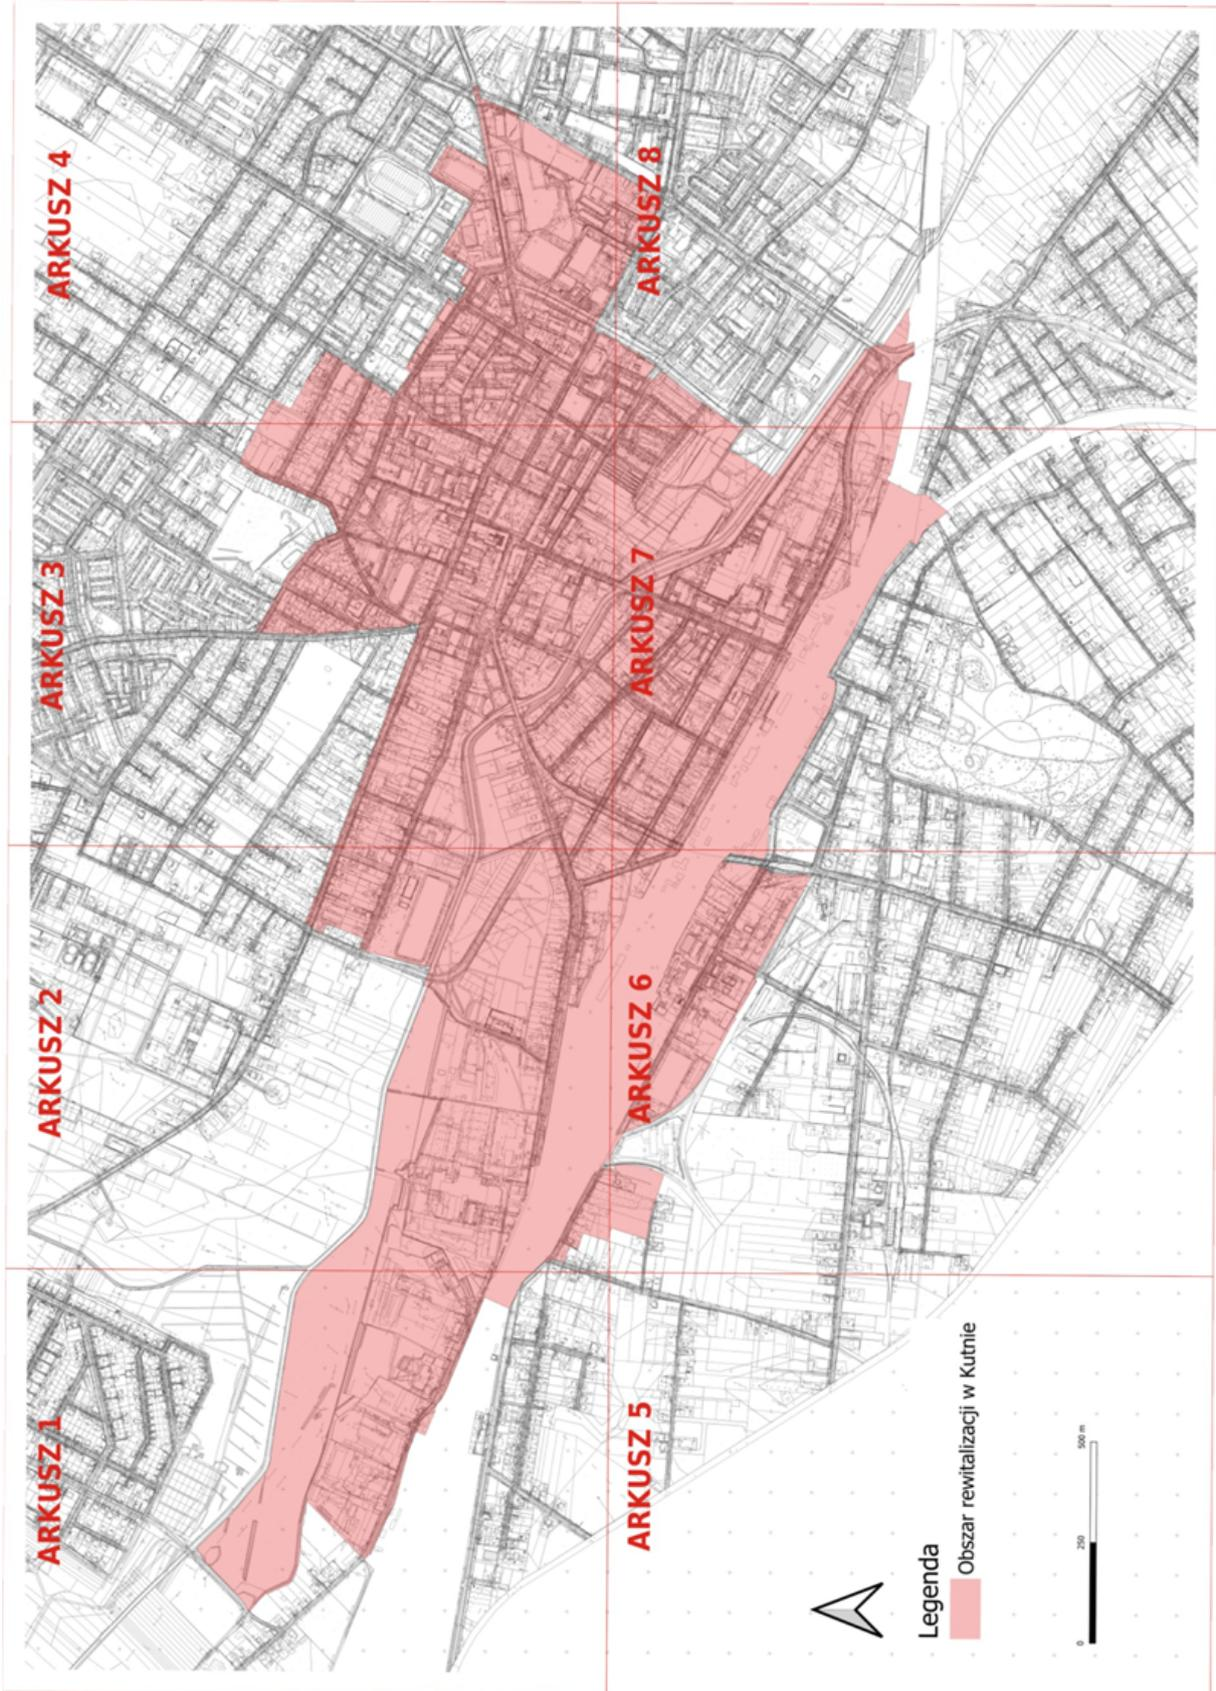 ARKUSZ 1
ARKUSZ 2
ARKUSZ 3
ARKUSZ 4
ARKUSZ 5
ARKUSZ 6
ARKUSZ 7
ARKUSZ 8
Legenda
Obszar rewitalizacji w Kutnie
0 250 500 m